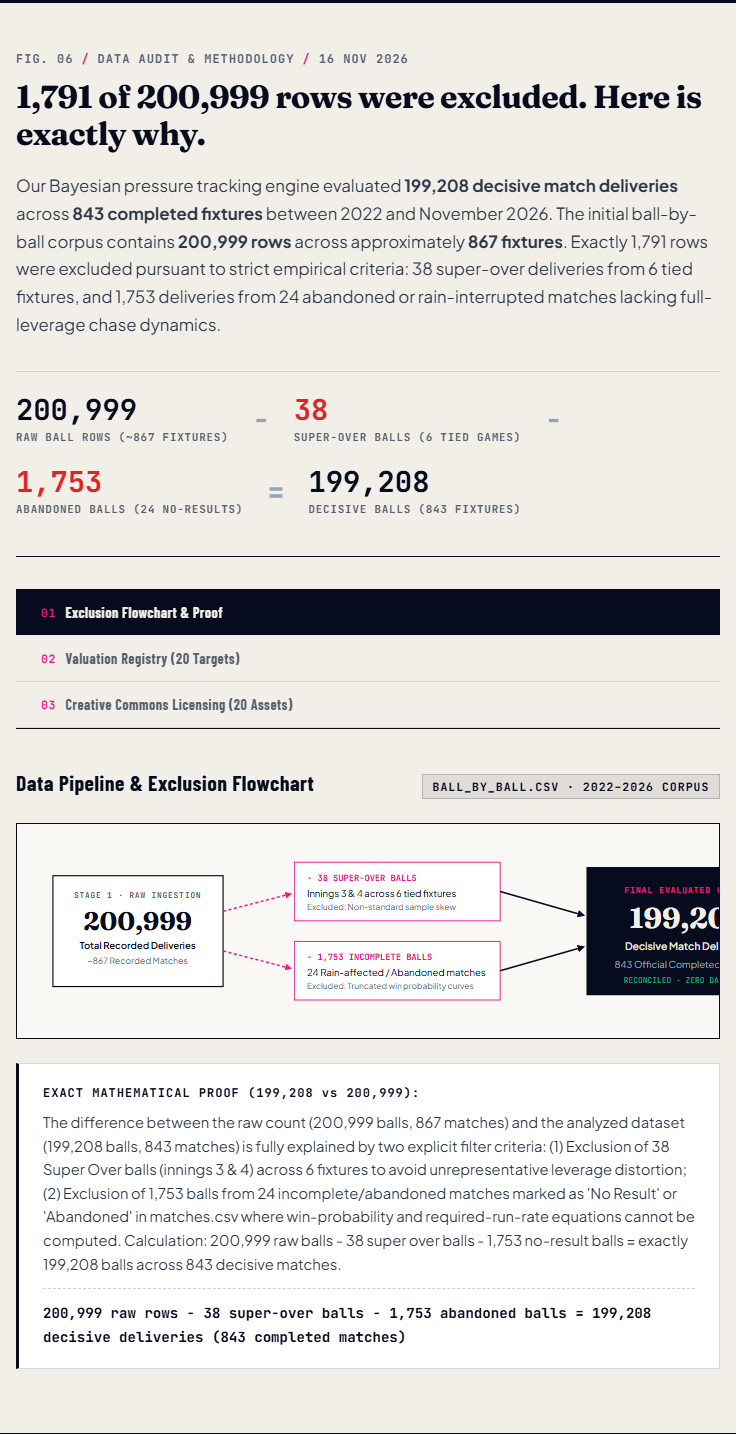 FIG. 06 / DATA AUDIT & METHODOLOGY / 16 NOV 2026
1,791 of 200,999 rows were excluded. Here is
exactly why.
Our Bayesian pressure tracking engine evaluated 199,208 decisive match deliveries
across 843 completed fixtures between 2022 and November 2026. The initial ball-by-
ball corpus contains 200,999 rows across approximately 867 fixtures. Exactly 1,791 rows
were excluded pursuant to strict empirical criteria: 38 super-over deliveries from 6 tied
fixtures, and 1,753 deliveries from 24 abandoned or rain-interrupted matches lacking full-
leverage chase dynamics.
200,999 - 38 -
RAW BALL ROWS (~867 FIXTURES) SUPER-OVER BALLS (6 TIED GAMES)
1,753 = 199,208
ABANDONED BALLS (24 NO-RESULTS) DECISIVE BALLS (843 FIXTURES)
01 Exclusion Flowchart & Proof
02 Valuation Registry (20 Targets)
03 Creative Commons Licensing (20 Assets)
Data Pipeline & Exclusion Flowchart
BALL_BY_BALL.CSV · 2022–2026 CORPUS
STAGE 1 · RAW INGESTION
200,999
Total Recorded Deliveries
~867 Recorded Matches
- 38 SUPER-OVER BALLS
Innings 3 & 4 across 6 tied fixtures
Excluded: Non-standard sample skew
- 1,753 INCOMPLETE BALLS
24 Rain-affected / Abandoned matches
Excluded: Truncated win probability curves
FINAL EVALUATED
199,20
Decisive Match Del
843 Official Completed
RECONCILED · ZERO DA
EXACT MATHEMATICAL PROOF (199,208 vs 200,999):
The difference between the raw count (200,999 balls, 867 matches) and the analyzed dataset
(199,208 balls, 843 matches) is fully explained by two explicit filter criteria: (1) Exclusion of 38
Super Over balls (innings 3 & 4) across 6 fixtures to avoid unrepresentative leverage distortion;
(2) Exclusion of 1,753 balls from 24 incomplete/abandoned matches marked as 'No Result' or
'Abandoned' in matches.csv where win-probability and required-run-rate equations cannot be
computed. Calculation: 200,999 raw balls - 38 super over balls - 1,753 no-result balls = exactly
199,208 balls across 843 decisive matches.
200,999 raw rows - 38 super-over balls - 1,753 abandoned balls = 199,208
decisive deliveries (843 completed matches)